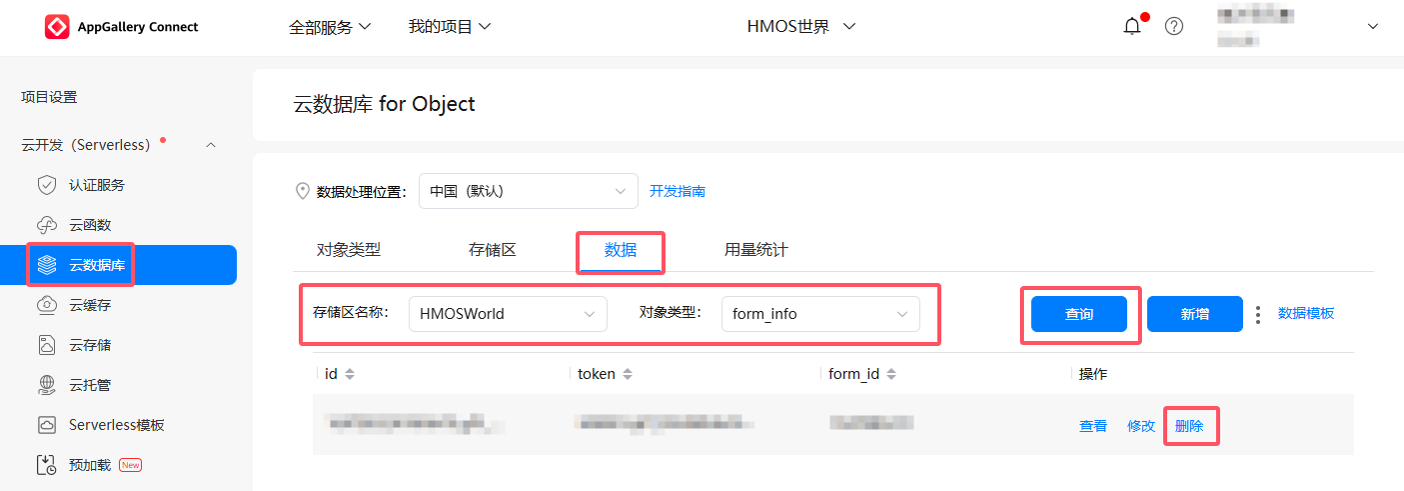 AppGallery Connect 全部服务 我的项目 HMOS世界
项目设置
云开发（Serverless）
认证服务
云函数
云数据库
云缓存
云存储
云托管
Serverless模板
预加载 New
云数据库 for Object
数据处理位置： 中国（默认） 开发指南
对象类型 存储区 数据 用量统计
存储区名称： HMOSWorld 对象类型： form_info 查询 新增 数据模板
id token form_id 操作
查看 修改 删除